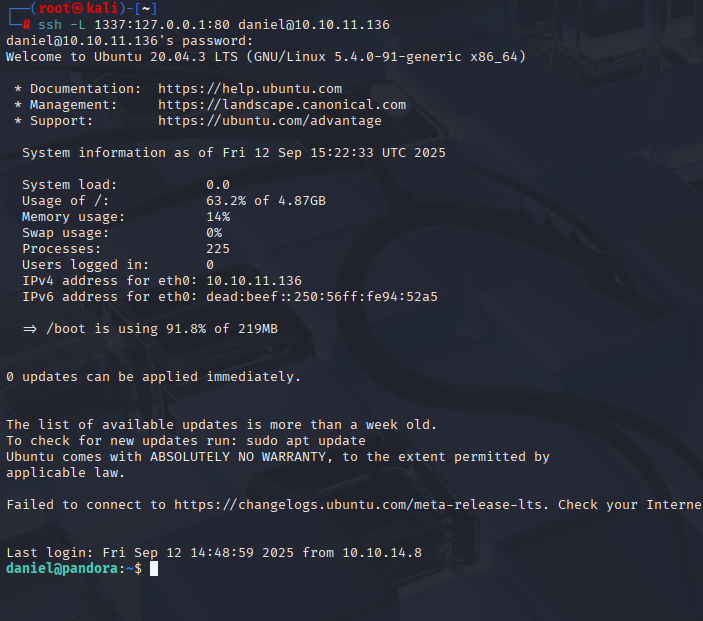 ┌──(root㉿kali)-[~]
└─# ssh -L 1337:127.0.0.1:80 daniel@10.10.11.136
daniel@10.10.11.136's password:
Welcome to Ubuntu 20.04.3 LTS (GNU/Linux 5.4.0-91-generic x86_64)
* Documentation:  https://help.ubuntu.com
* Management:     https://landscape.canonical.com
* Support:        https://ubuntu.com/advantage
System information as of Fri 12 Sep 15:22:33 UTC 2025
System load:           0.0
Usage of /:            63.2% of 4.87GB
Memory usage:          14%
Swap usage:            0%
Processes:             225
Users logged in:       0
IPv4 address for eth0: 10.10.11.136
IPv6 address for eth0: dead:beef::250:56ff:fe94:52a5
=> /boot is using 91.8% of 219MB
0 updates can be applied immediately.
The list of available updates is more than a week old.
To check for new updates run: sudo apt update
Ubuntu comes with ABSOLUTELY NO WARRANTY, to the extent permitted by
applicable law.
Failed to connect to https://changelogs.ubuntu.com/meta-release-lts. Check your Interne
Last login: Fri Sep 12 14:48:59 2025 from 10.10.14.8
daniel@pandora:~$